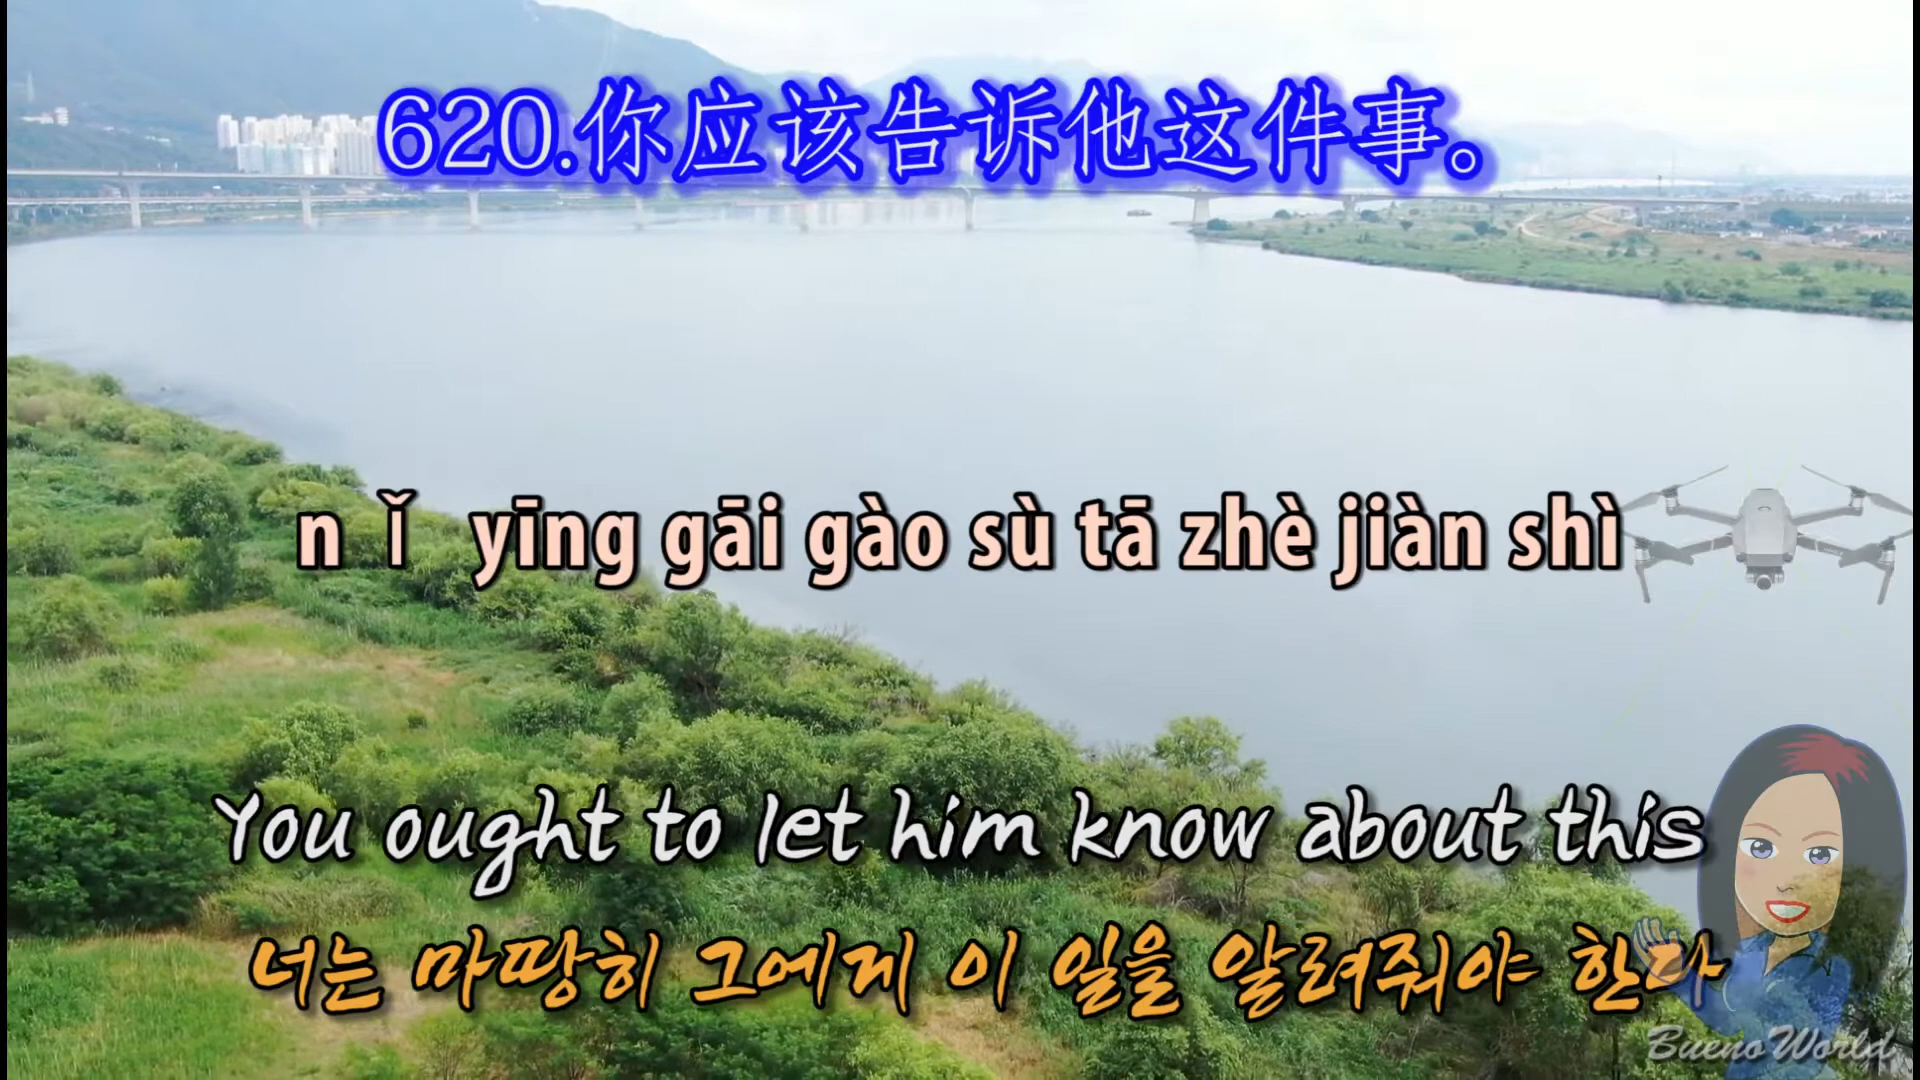 620.你应该告诉他这件事。
nǐ yīng gāi gào sù tā zhè jiàn shì
You ought to let him know about this
너는 마땅히 그에게 이 일을 알려줘야 한다
BuenoWorld